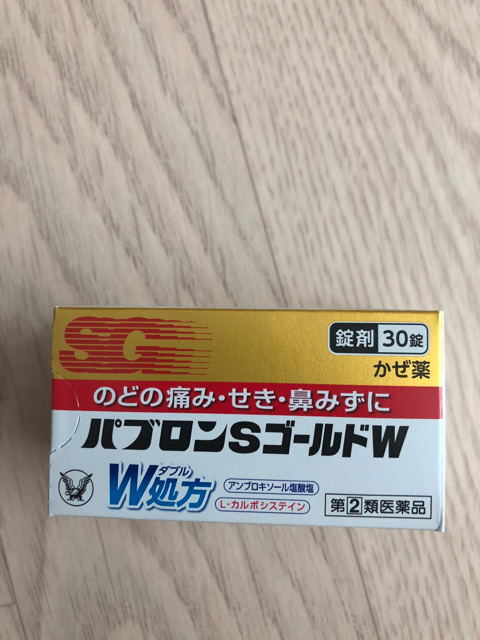 SG
錠剤 30錠
かぜ薬
のどの痛み・せき・鼻みずに
パブロンSゴールドW
ダブル
W処方
アンブロキソール塩酸塩
L-カルボシステイン
第②類医薬品